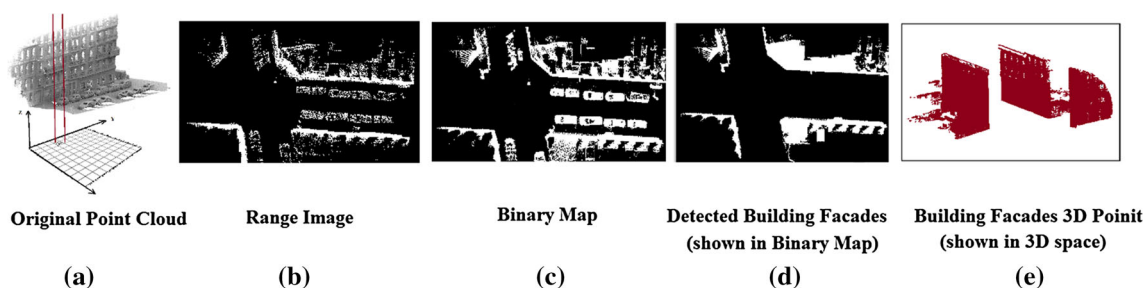 Original Point Cloud
Range Image
Binary Map
Detected Building Facades
(shown in Binary Map)
Building Facades 3D Poinit
(shown in 3D space)
(a)
(b)
(c)
(d)
(e)